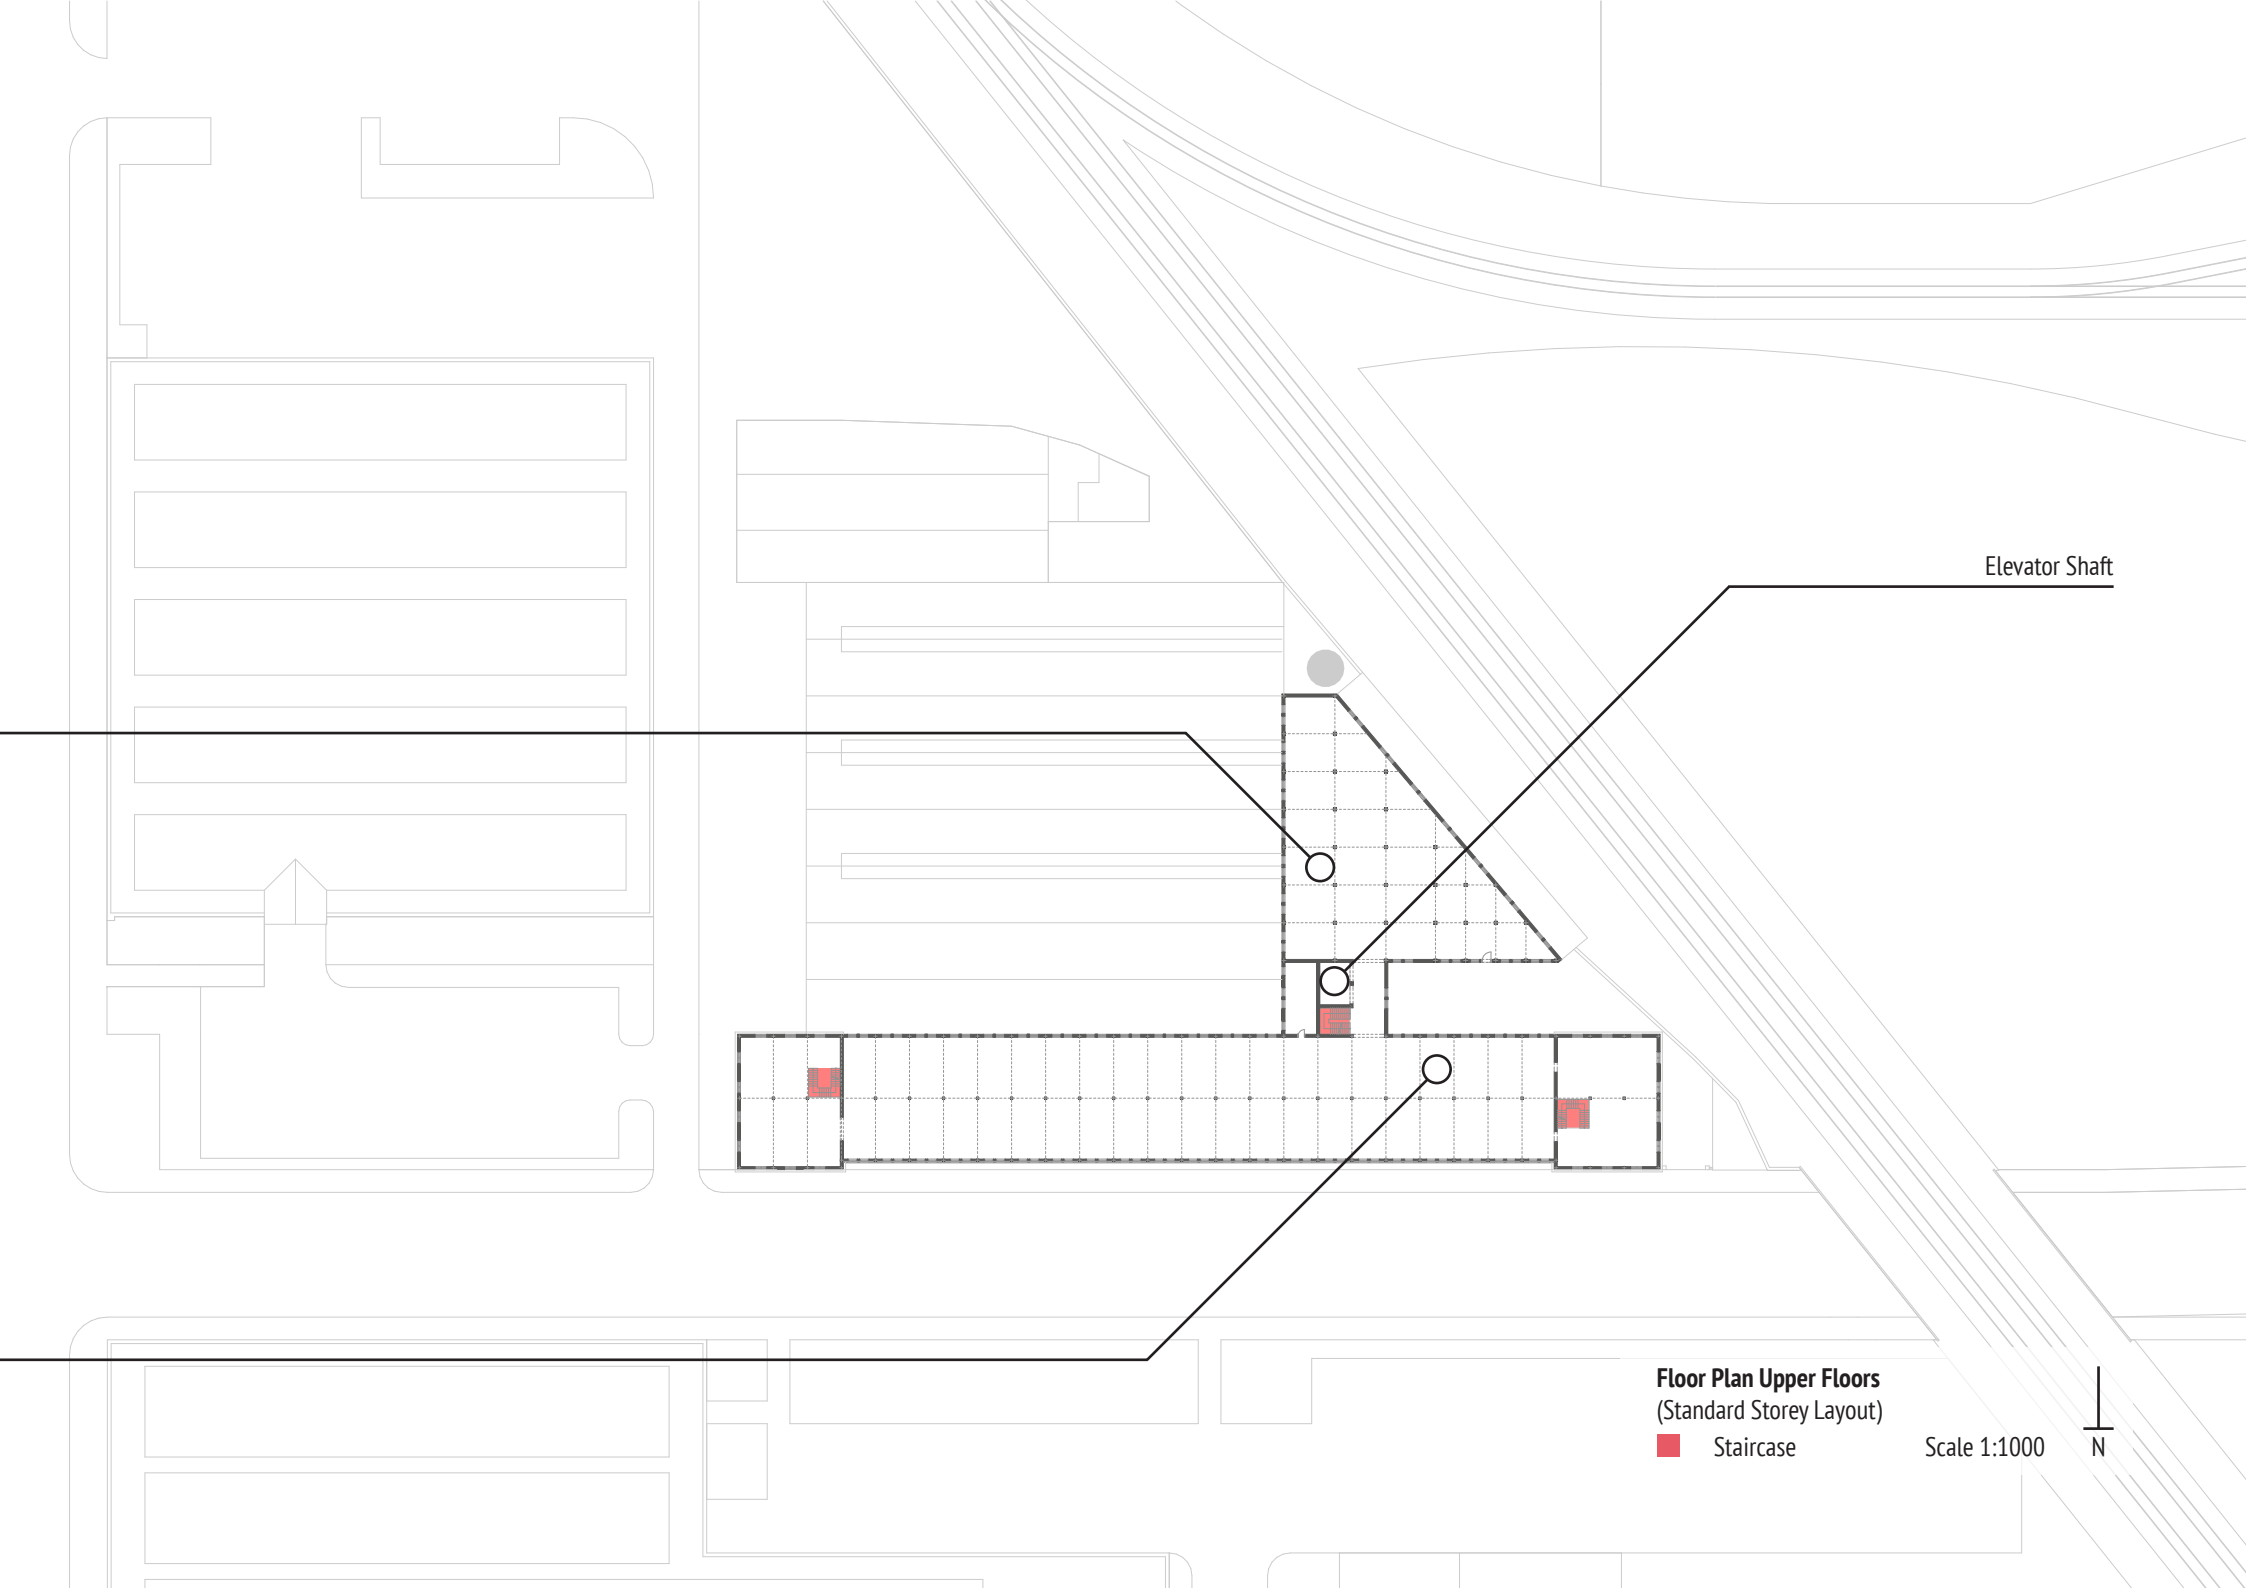 Elevator Shaft
Floor Plan Upper Floors
(Standard Storey Layout)
Staircase
Scale 1:1000
N